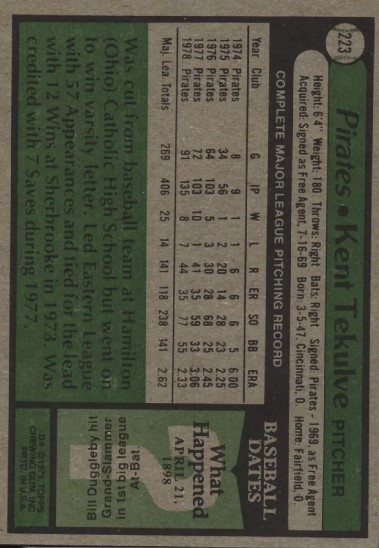 223
Pirates • Kent Tekulve PITCHER
Height: 6'4" Weight: 180 Throws: Right Bats: Right Signed: Pirates - 1969, as Free Agent
Acquired: Signed as Free Agent, 7-16-69 Born: 3-5-47, Cincinnati, O. Home: Fairfield, O.
COMPLETE MAJOR LEAGUE PITCHING RECORD
Year Club G IP W L R ER SO BB ERA
1974 Pirates 8 9 1 1 6 6 6 5 6.00
1975 Pirates 34 56 1 2 20 14 28 23 2.25
1976 Pirates 64 103 5 3 30 28 68 25 2.45
1977 Pirates 72 103 10 1 41 35 59 33 3.06
1978 Pirates 91 135 8 7 44 35 77 55 2.33
Maj. Lea. Totals 269 406 25 14 141 118 238 141 2.62
Was cut from baseball team at Hamilton
(Ohio) Catholic High School but went on
to win varsity letter. Led Eastern League
with 57 Appearances and tied for the lead
with 12 Wins at Sherbrooke in 1973. Was
credited with 7 Saves during 1977.
BASEBALL
DATES
What
Happened
APRIL 21,
1898
?
Bill Duggleby hit
Grand-Slammer
in 1st big league
At-Bat.
© 1979 TOPPS
CHEWING GUM, INC.
PRTD. IN U.S.A.